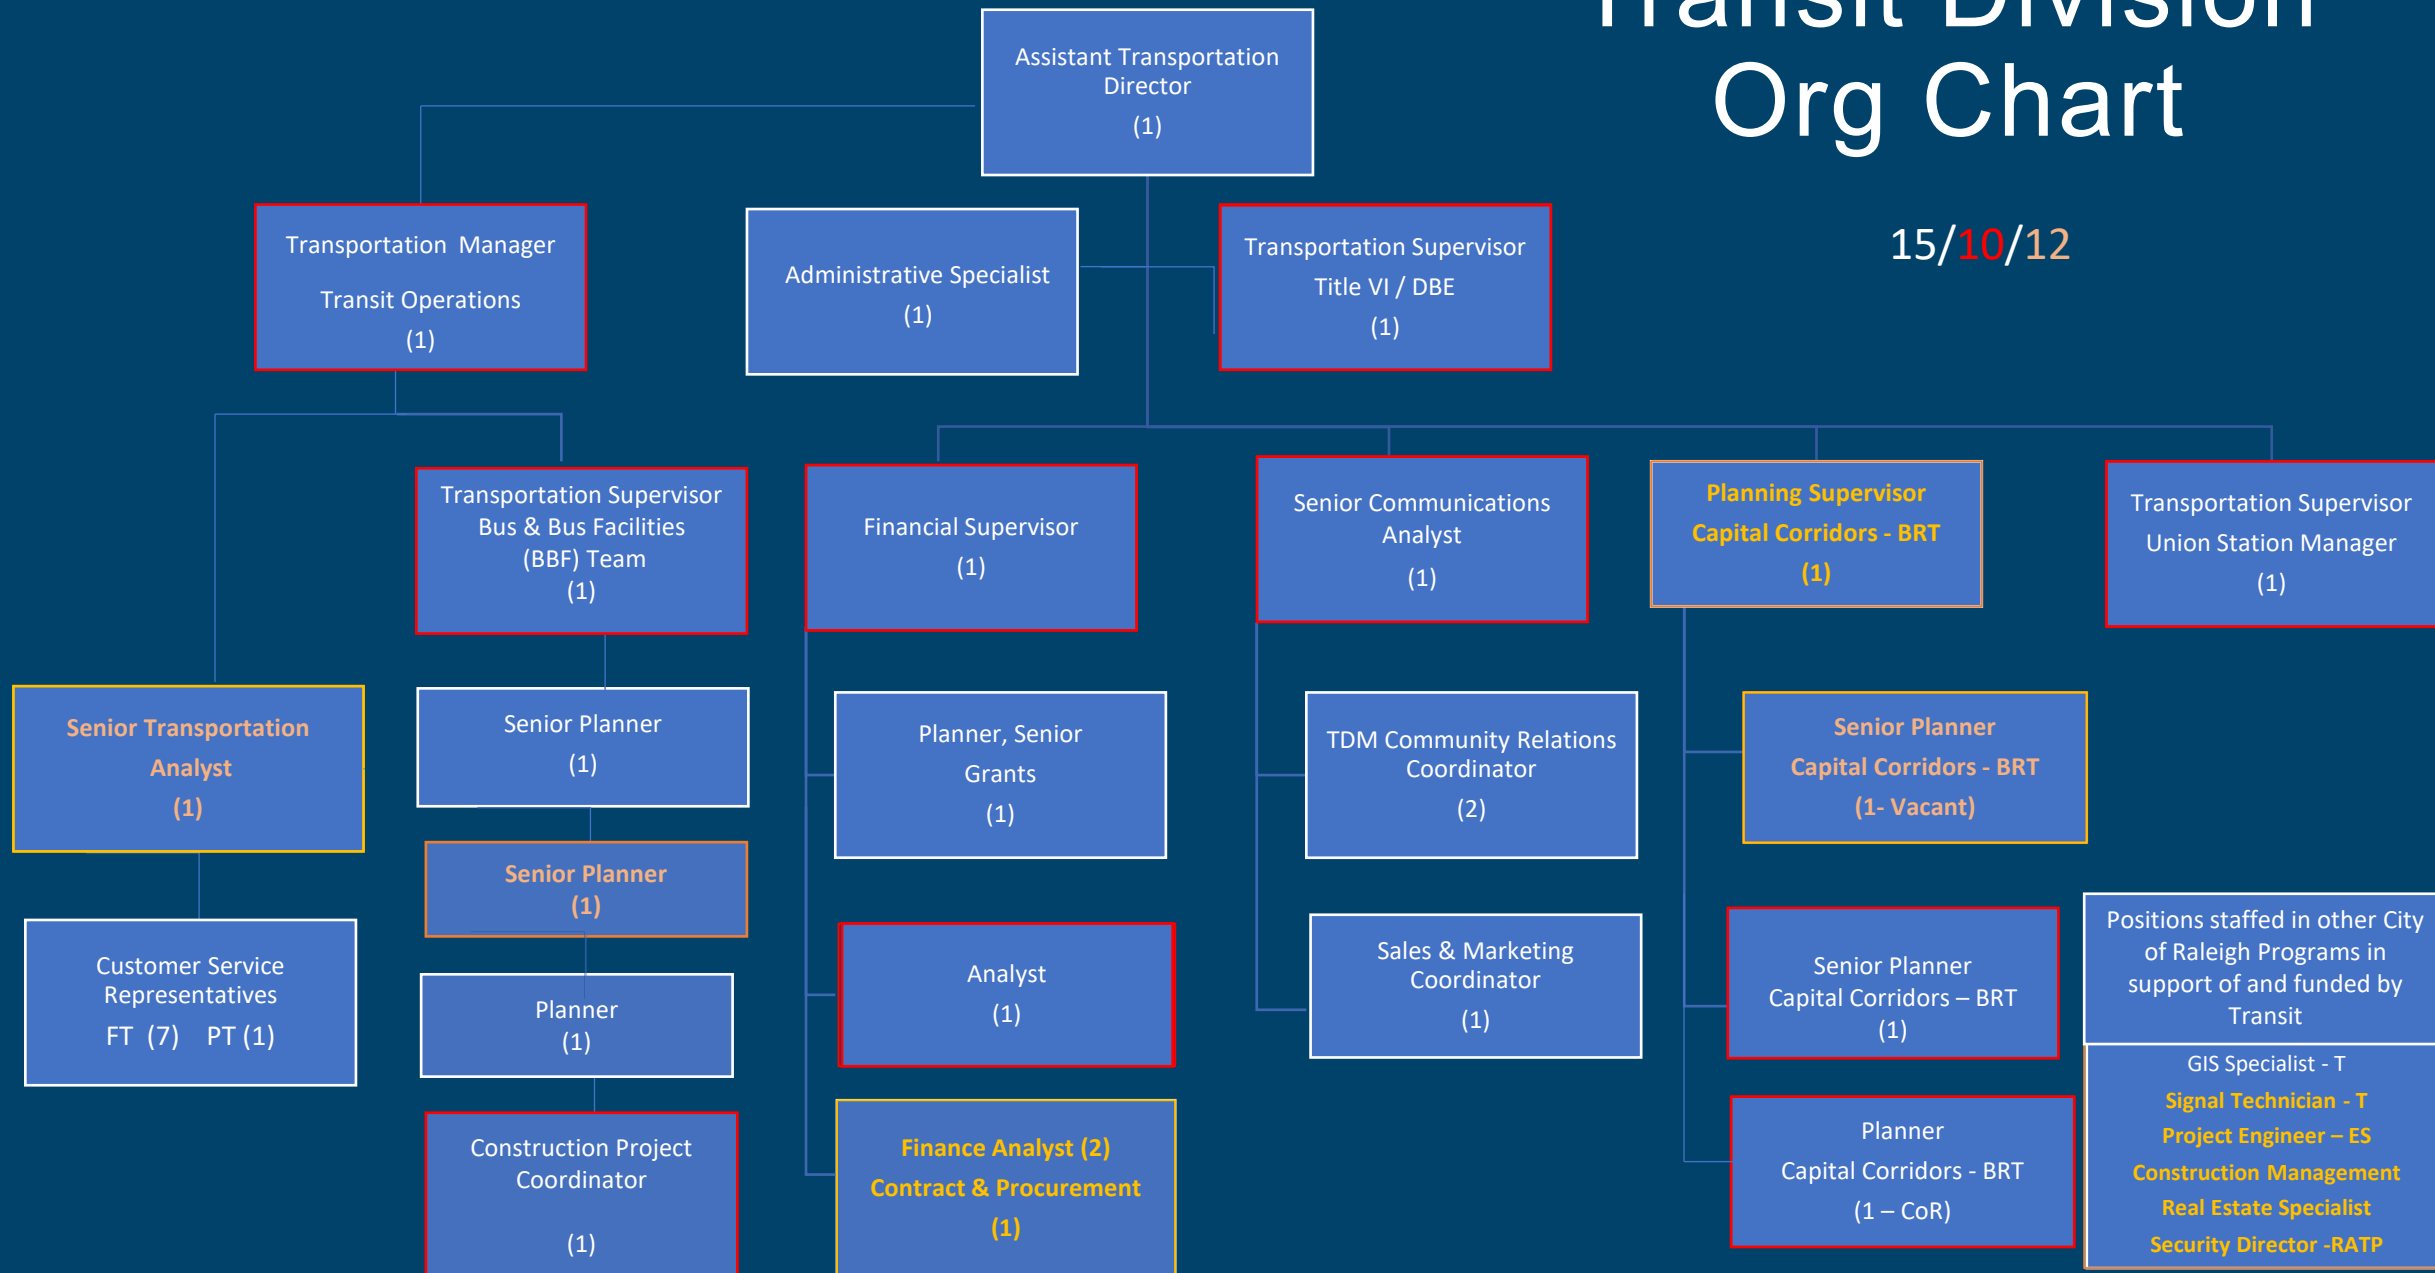 Transit Division
Org Chart
15/10/12
Assistant Transportation
Director
(1)
Transportation Manager
Transit Operations
(1)
Administrative Specialist
(1)
Transportation Supervisor
Title VI / DBE
(1)
Transportation Supervisor
Bus & Bus Facilities
(BBF) Team
(1)
Financial Supervisor
(1)
Senior Communications
Analyst
(1)
Planning Supervisor
Capital Corridors - BRT
(1)
Transportation Supervisor
Union Station Manager
(1)
Senior Transportation
Analyst
(1)
Customer Service
Representatives
FT (7) PT (1)
Senior Planner
(1)
Senior Planner
(1)
Planner
(1)
Construction Project
Coordinator
(1)
Planner, Senior
Grants
(1)
Analyst
(1)
Finance Analyst (2)
Contract & Procurement
(1)
TDM Community Relations
Coordinator
(2)
Sales & Marketing
Coordinator
(1)
Senior Planner
Capital Corridors - BRT
(1- Vacant)
Senior Planner
Capital Corridors – BRT
(1)
Planner
Capital Corridors - BRT
(1 – CoR)
Positions staffed in other City
of Raleigh Programs in
support of and funded by
Transit
GIS Specialist - T
Signal Technician - T
Project Engineer – ES
Construction Management
Real Estate Specialist
Security Director -RATP